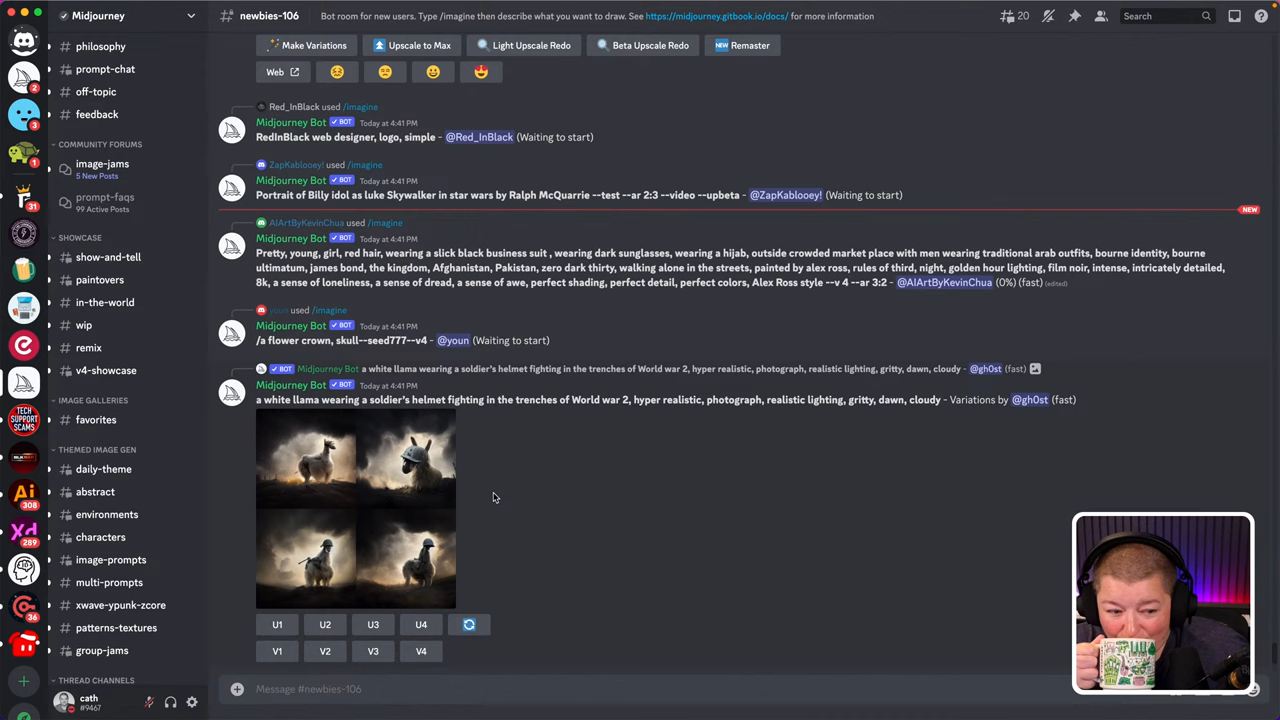 Midjourney
newbies-106
Bot room for new users. Type /imagine then describe what you want to draw. See https://midjourney.gitbook.io/docs/ for more information
20
Search
philosophy
prompt-chat
off-topic
feedback
COMMUNITY FORUMS
image-jams
5 New Posts
prompt-faqs
99 Active Posts
SHOWCASE
show-and-tell
paintovers
in-the-world
wip
remix
v4-showcase
IMAGE GALLERIES
favorites
THEMED IMAGE GEN
daily-theme
abstract
environments
characters
image-prompts
multi-prompts
xwave-ypunk-zcore
patterns-textures
group-jams
THREAD CHANNELS
cath
#9467
2
3
1
31
TECH
SUPPORT
SCAMS
Ai
308
Xd
289
36
Make Variations
Upscale to Max
Light Upscale Redo
Beta Upscale Redo
NEW Remaster
Web
Red_InBlack used /imagine
Midjourney Bot ✓ BOT Today at 4:41 PM
RedInBlack web designer, logo, simple - @Red_InBlack (Waiting to start)
ZapKablooey! used /imagine
Midjourney Bot ✓ BOT Today at 4:41 PM
Portrait of Billy idol as luke Skywalker in star wars by Ralph McQuarrie --test --ar 2:3 --video --upbeta - @ZapKablooey! (Waiting to start)
NEW
AIArtByKevinChua used /imagine
Midjourney Bot ✓ BOT Today at 4:41 PM
Pretty, young, girl, red hair, wearing a slick black business suit , wearing dark sunglasses, wearing a hijab, outside crowded market place with men wearing traditional arab outfits, bourne identity, bourne
ultimatum, james bond, the kingdom, Afghanistan, Pakistan, zero dark thirty, walking alone in the streets, painted by alex ross, rules of third, night, golden hour lighting, film noir, intense, intricately detailed,
8k, a sense of loneliness, a sense of dread, a sense of awe, perfect shading, perfect detail, perfect colors, Alex Ross style --v 4 --ar 3:2 - @AIArtByKevinChua (0%) (fast) (edited)
youn used /imagine
Midjourney Bot ✓ BOT Today at 4:41 PM
/a flower crown, skull--seed777--v4 - @youn (Waiting to start)
✓ BOT Midjourney Bot a white llama wearing a soldier's helmet fighting in the trenches of World war 2, hyper realistic, photograph, realistic lighting, gritty, dawn, cloudy - @gh0st (fast)
Midjourney Bot ✓ BOT Today at 4:41 PM
a white llama wearing a soldier's helmet fighting in the trenches of World war 2, hyper realistic, photograph, realistic lighting, gritty, dawn, cloudy - Variations by @gh0st (fast)
U1
U2
U3
U4
V1
V2
V3
V4
Message #newbies-106